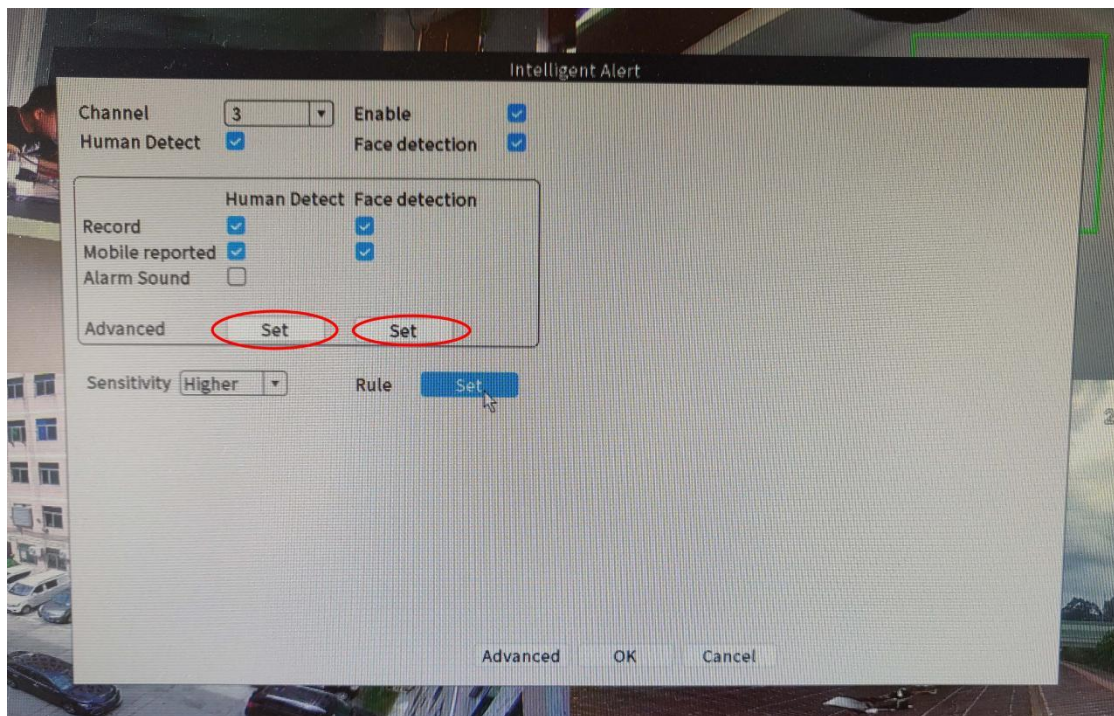 Intelligent Alert
Channel 3 Enable
Human Detect Face detection
Human Detect Face detection
Record
Mobile reported
Alarm Sound
Advanced Set Set
Sensitivity Higher Rule Set
2
Advanced OK Cancel